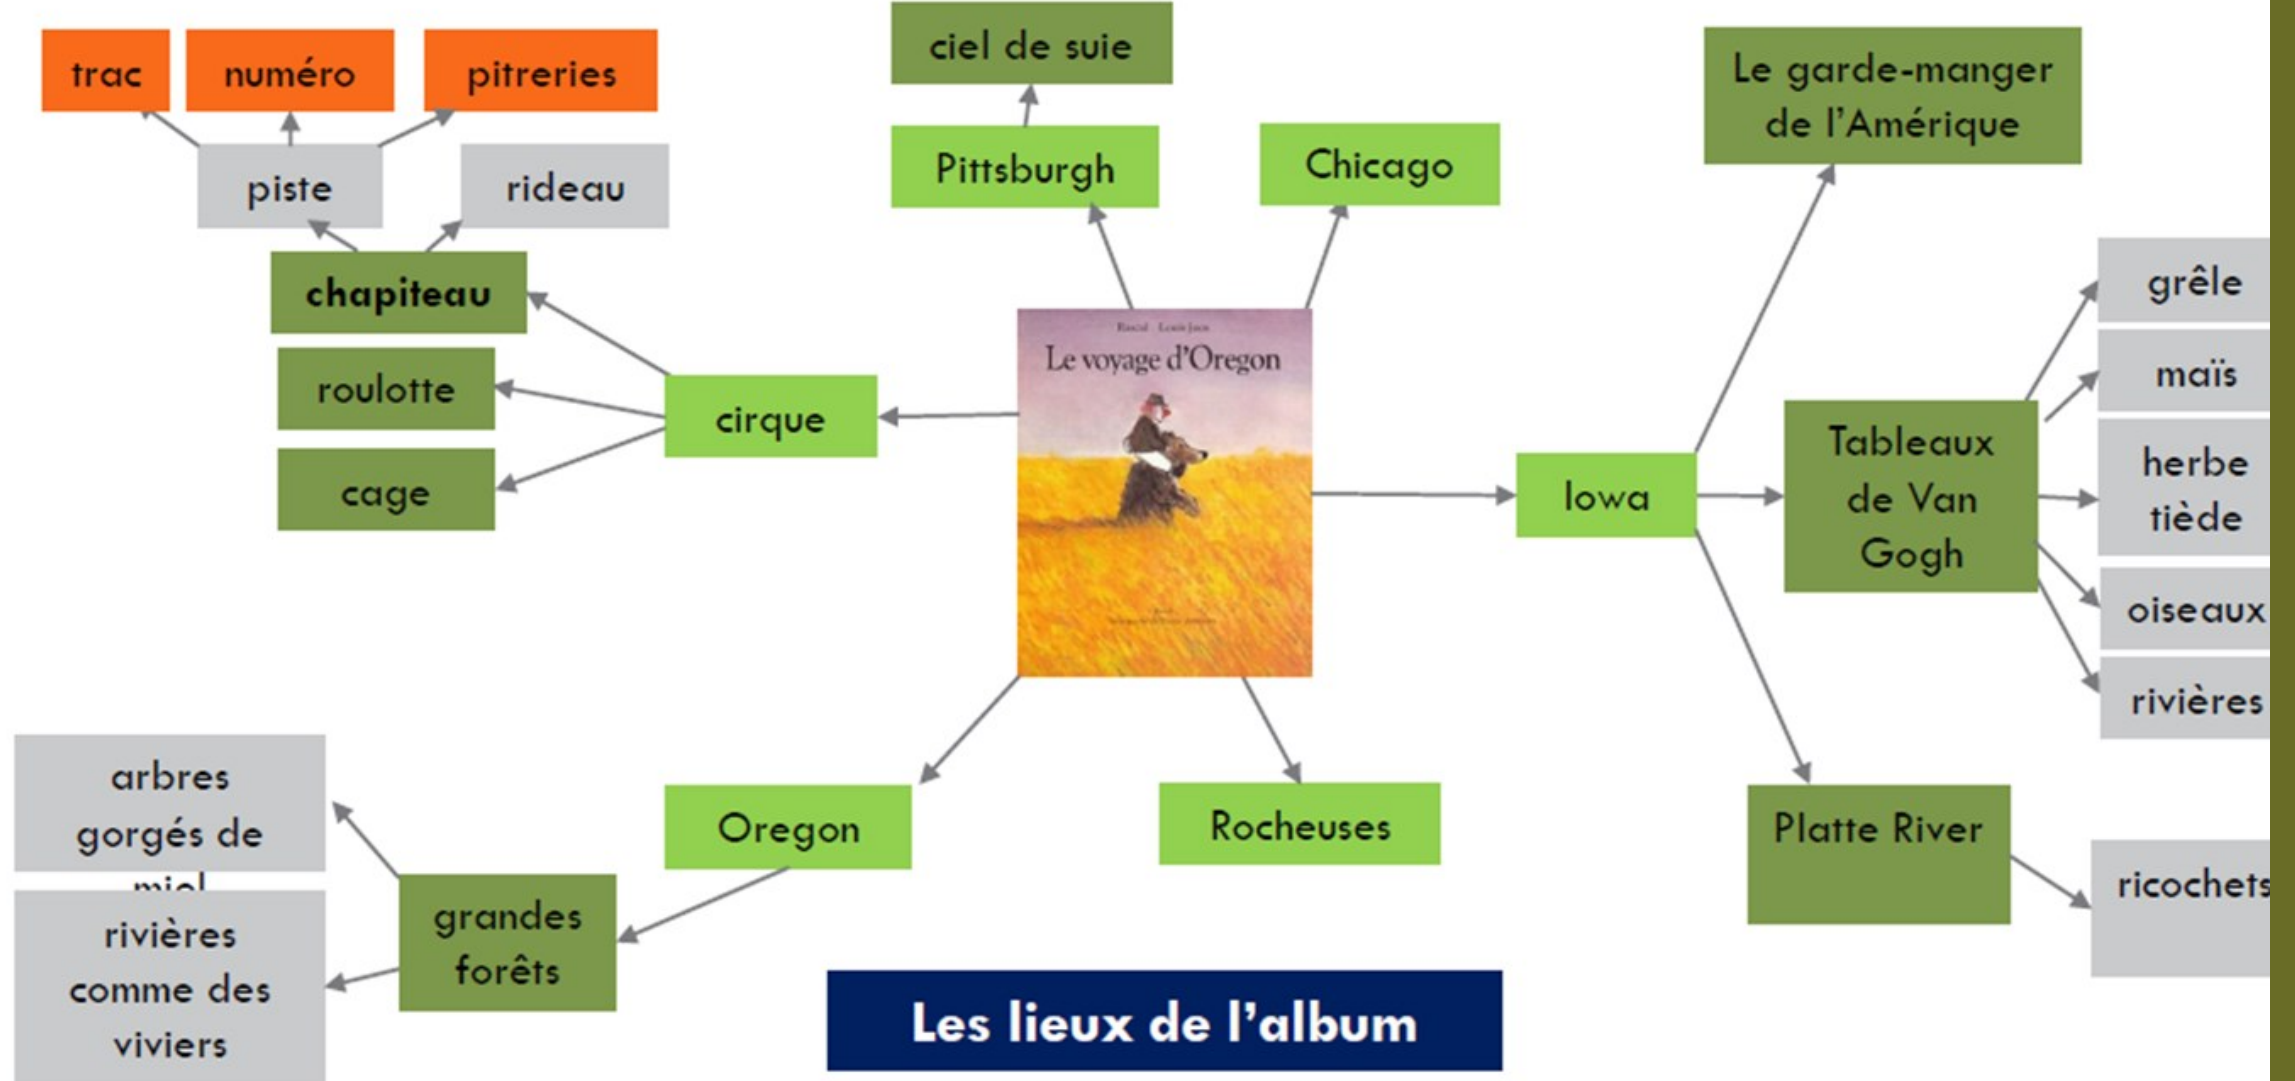 trac
numéro
pitreries
piste
rideau
chapiteau
roulotte
cage
cirque
ciel de suie
Pittsburgh
Chicago
Le voyage d'Oregon
Iowa
Le garde-manger
de l'Amérique
Tableaux
de Van
Gogh
grêle
maïs
herbe
tiède
oiseaux
rivières
Platte River
ricochets
Rocheuses
Oregon
grandes
forêts
arbres
gorgés de
miel
rivières
comme des
viviers
Les lieux de l'album